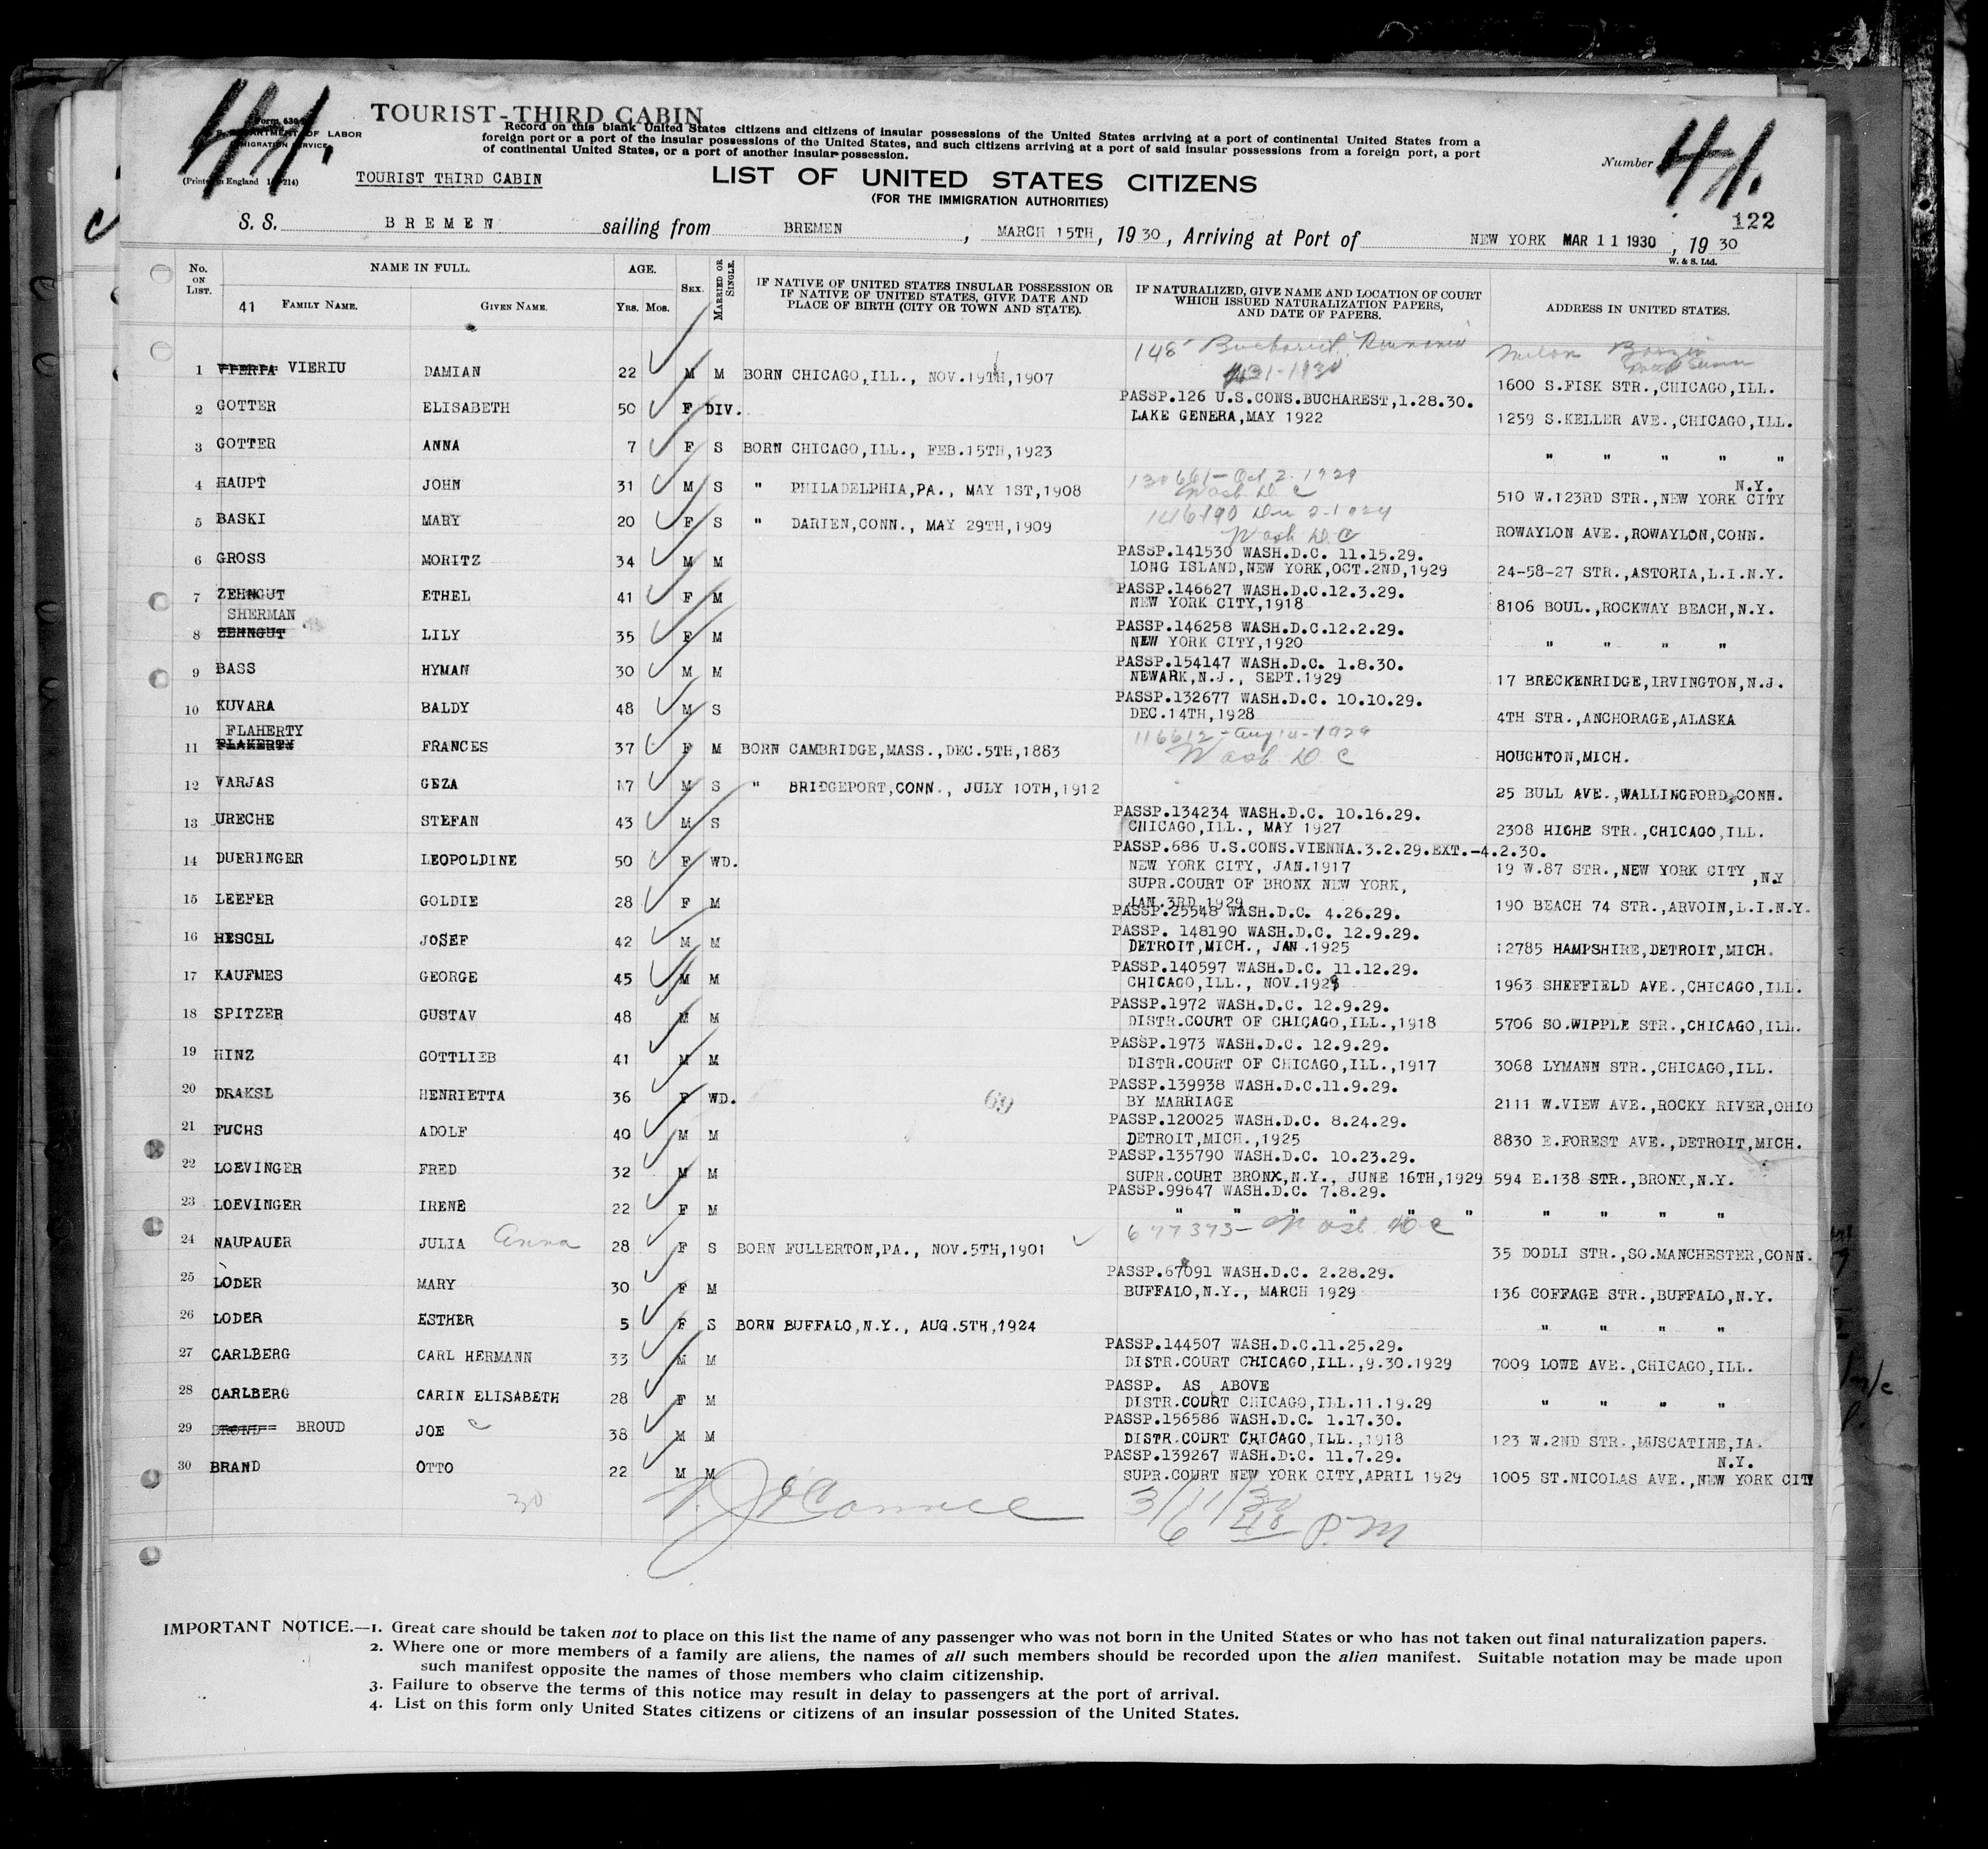 41.
Form 630
DEPARTMENT OF LABOR
IMMIGRATION SERVICE
(Printed in England
TOURIST-THIRD CABIN
Record on this blank United States citizens and citizens of insular possessions of the United States arriving at a port of continental United States from a
foreign port or a port of the insular possessions of the United States, and such citizens arriving at a port of said insular possessions from a foreign port, a port
of continental United States, or a port of another insular possession.
TOURIST THIRD CABIN
LIST OF UNITED STATES CITIZENS
(FOR THE IMMIGRATION AUTHORITIES)
Number 41.
122
S. S. BREMEN sailing from BREMEN, MARCH 15TH, 19 30, Arriving at Port of NEW YORK MAR 11 1930, 19 30
W. & S. Ltd.
No. ON LIST. NAME IN FULL. AGE. SEX. MARRIED OR SINGLE. IF NATIVE OF UNITED STATES INSULAR POSSESSION OR IF NATIVE OF UNITED STATES, GIVE DATE AND PLACE OF BIRTH (CITY OR TOWN AND STATE). IF NATURALIZED, GIVE NAME AND LOCATION OF COURT WHICH ISSUED NATURALIZATION PAPERS, AND DATE OF PAPERS. ADDRESS IN UNITED STATES.
41 FAMILY NAME. GIVEN NAME. Yrs. Mos.
148 Bucharest, Rumania
1 VIERIU DAMIAN 22 M M BORN CHICAGO,ILL., NOV.19TH,1907 1600 S.FISK STR.,CHICAGO,ILL.
PASSP.126 U.S.CONS.BUCHAREST,1.28.30.
2 GOTTER ELISABETH 50 F DIV. LAKE GENERA,MAY 1922 1259 S.KELLER AVE.,CHICAGO,ILL.
3 GOTTER ANNA 7 F S BORN CHICAGO,ILL., FEB.15TH,1923 " " " " "
130661-Oct 2.1929
Wash D C
4 HAUPT JOHN 31 M S " PHILADELPHIA,PA., MAY 1ST,1908 510 W.123RD STR.,NEW YORK CITY N.Y.
Wash D C
5 BASKI MARY 20 F S " DARIEN,CONN., MAY 29TH,1909 ROWAYLON AVE.,ROWAYLON,CONN.
PASSP.141530 WASH.D.C. 11.15.29.
6 GROSS MORITZ 34 M M LONG ISLAND,NEW YORK,OCT.2ND,1929 24-58-27 STR.,ASTORIA,L.I.N.Y.
PASSP.146627 WASH.D.C.12.3.29.
7 ZEHNGUT ETHEL 41 F M NEW YORK CITY,1918 8106 BOUL.,ROCKWAY BEACH,N.Y.
SHERMAN PASSP.146258 WASH.D.C.12.2.29.
8 ZEHNGUT LILY 35 F M NEW YORK CITY,1920 " " " "
PASSP.154147 WASH.D.C. 1.8.30.
9 BASS HYMAN 30 M M NEWARK,N.J., SEPT.1929 17 BRECKENRIDGE,IRVINGTON,N.J.
PASSP.132677 WASH.D.C. 10.10.29.
10 KUVARA BALDY 48 M S DEC.14TH,1928 4TH STR.,ANCHORAGE,ALASKA
FLAHERTY 116612-Aug 14-1929
11 FLAKERTY FRANCES 37 F M BORN CAMBRIDGE,MASS.,DEC.5TH,1883 Wash D C HOUGHTON,MICH.
12 VARJAS GEZA 17 M S " BRIDGEPORT,CONN., JULY 10TH,1912 25 BULL AVE.,WALLINGFORD,CONN.
PASSP.134234 WASH.D.C. 10.16.29.
13 URECHE STEFAN 43 M S CHICAGO,ILL., MAY 1927 2308 HIGHE STR.,CHICAGO,ILL.
PASSP.686 U.S.CONS.VIENNA.3.2.29.EXT.-4.2.30.
14 DUERINGER LEOPOLDINE 50 F WD. NEW YORK CITY, JAN.1917 19 W.87 STR.,NEW YORK CITY ,N.Y
SUPR.COURT OF BRONX NEW YORK,
15 LEEFER GOLDIE 28 F M JAN.3RD,1929 190 BEACH 74 STR.,ARVOIN,L.I.N.Y.
PASSP.25548 WASH.D.C. 4.26.29.
PASSP. 148190 WASH.D.C. 12.9.29.
16 HESCHL JOSEF 42 M M DETROIT,MICH., JAN.1925 12785 HAMPSHIRE,DETROIT,MICH.
PASSP.140597 WASH.D.C. 11.12.29.
17 KAUFMES GEORGE 45 M M CHICAGO,ILL., NOV.1928 1963 SHEFFIELD AVE.,CHICAGO,ILL.
PASSP.1972 WASH.D.C. 12.9.29.
18 SPITZER GUSTAV 48 M M DISTR.COURT OF CHICAGO,ILL.,1918 5706 SO.WIPPLE STR.,CHICAGO,ILL.
PASSP.1973 WASH.D.C. 12.9.29.
19 HINZ GOTTLIEB 41 M M DISTR.COURT OF CHICAGO,ILL.,1917 3068 LYMANN STR.,CHICAGO,ILL.
PASSP.139938 WASH.D.C.11.9.29.
20 DRAKSL HENRIETTA 36 F WD. 69 BY MARRIAGE 2111 W.VIEW AVE.,ROCKY RIVER,OHIO
PASSP.120025 WASH.D.C. 8.24.29.
21 FUCHS ADOLF 40 M M DETROIT,MICH.,1925 8830 E.FOREST AVE.,DETROIT,MICH.
PASSP.135790 WASH.D.C. 10.23.29.
22 LOEVINGER FRED 32 M M SUPR.COURT BRONX,N.Y., JUNE 16TH,1929 594 E.138 STR.,BRONX,N.Y.
PASSP.99647 WASH.D.C. 7.8.29.
23 LOEVINGER IRENE 22 F M " " " " " " " " " "
677373- Wash D C
24 NAUPAUER JULIA Anna 28 F S BORN FULLERTON,PA., NOV.5TH,1901 35 DODLI STR.,SO.MANCHESTER,CONN.
PASSP.67091 WASH.D.C. 2.28.29.
25 LODER MARY 30 F M BUFFALO,N.Y., MARCH 1929 136 COFFAGE STR.,BUFFALO,N.Y.
26 LODER ESTHER 5 F S BORN BUFFALO,N.Y., AUG.5TH,1924 " " " "
PASSP.144507 WASH.D.C.11.25.29.
27 CARLBERG CARL HERMANN 33 M M DISTR.COURT CHICAGO,ILL.,9.30.1929 7009 LOWE AVE.,CHICAGO,ILL.
PASSP. AS ABOVE
28 CARLBERG CARIN ELISABETH 28 F M DISTR.COURT CHICAGO,ILL.11.19.29 " " " "
PASSP.156586 WASH.D.C. 1.17.30.
29 BROUD JOE 38 M M DISTR.COURT CHICAGO,ILL.,1918 123 W.2ND STR.,MUSCATINE,IA.
PASSP.139267 WASH.D.C. 11.7.29.
30 BRAND OTTO 22 M M SUPR.COURT NEW YORK CITY,APRIL 1929 1005 ST.NICOLAS AVE.,NEW YORK CITY N.Y.
30 3/11/30
6 48 P.M
IMPORTANT NOTICE.—1. Great care should be taken not to place on this list the name of any passenger who was not born in the United States or who has not taken out final naturalization papers.
2. Where one or more members of a family are aliens, the names of all such members should be recorded upon the alien manifest. Suitable notation may be made upon
such manifest opposite the names of those members who claim citizenship.
3. Failure to observe the terms of this notice may result in delay to passengers at the port of arrival.
4. List on this form only United States citizens or citizens of an insular possession of the United States.